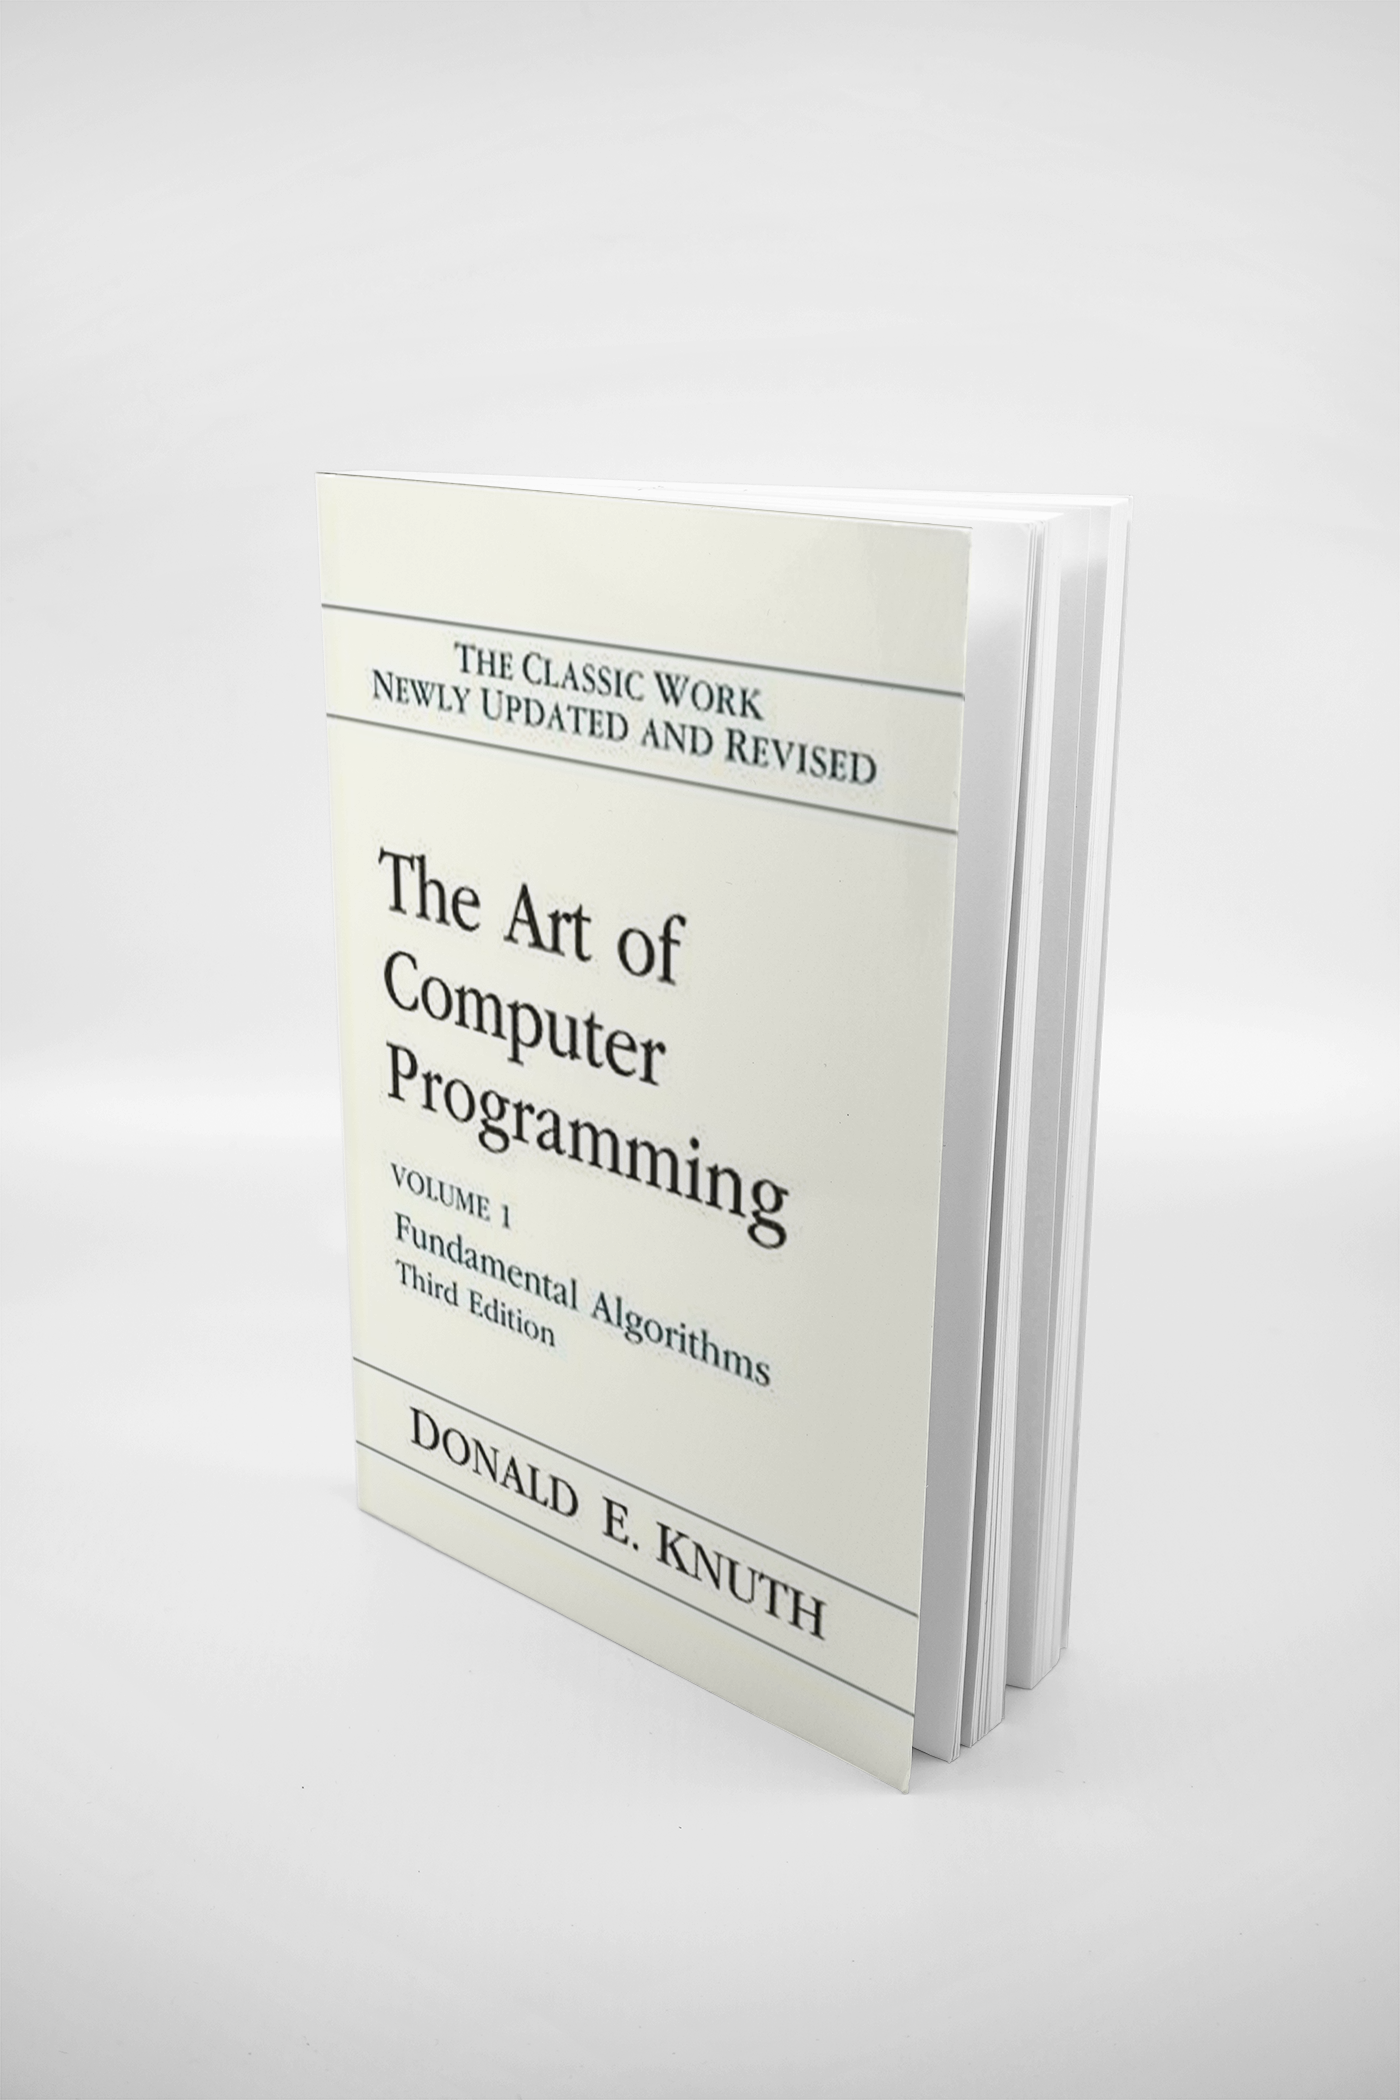 THE CLASSIC WORK
NEWLY UPDATED AND REVISED
The Art of
Computer
Programming
VOLUME 1
Fundamental Algorithms
Third Edition
DONALD E. KNUTH